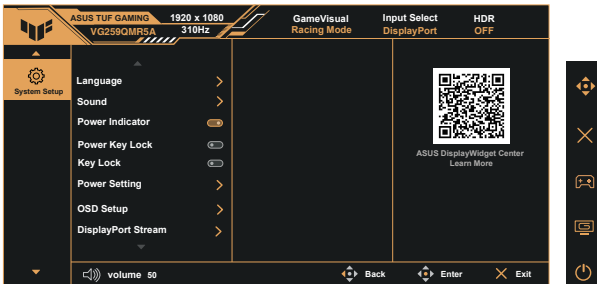 ASUS TUF GAMING 1920 x 1080
VG259QMR5A 310Hz
GameVisual
Racing Mode
Input Select
DisplayPort
HDR
OFF
System Setup
Language
Sound
Power Indicator
Power Key Lock
Key Lock
Power Setting
OSD Setup
DisplayPort Stream
ASUS DisplayWidget Center
Learn More
volume 50
Back
Enter
Exit